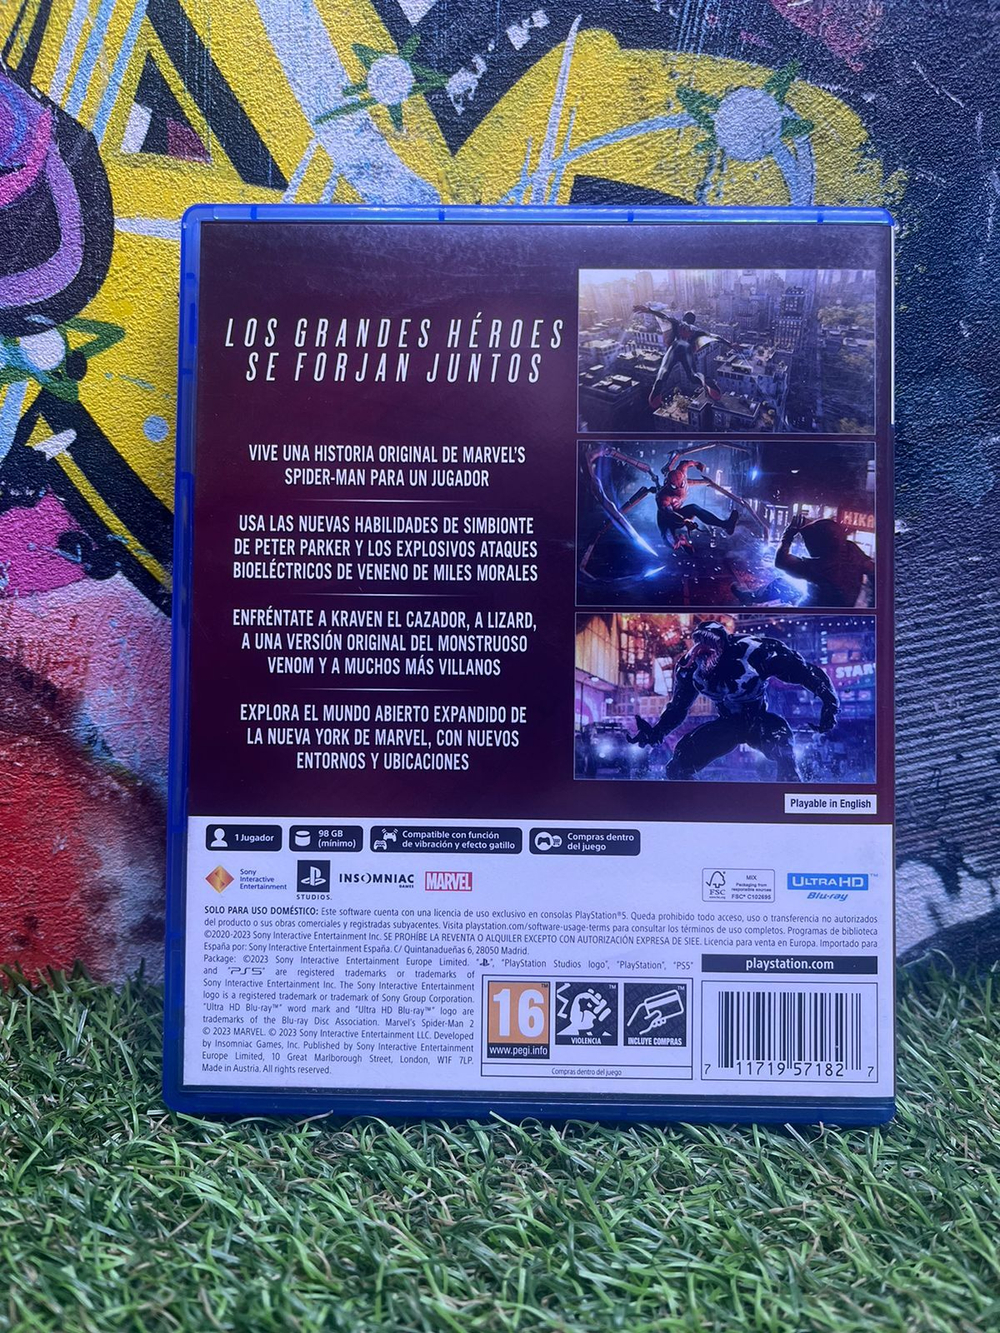 LOS GRANDES HÉROES
SE FORJAN JUNTOS
VIVE UNA HISTORIA ORIGINAL DE MARVEL'S
SPIDER-MAN PARA UN JUGADOR
USA LAS NUEVAS HABILIDADES DE SIMBIONTE
DE PETER PARKER Y LOS EXPLOSIVOS ATAQUES
BIOELÉCTRICOS DE VENENO DE MILES MORALES
ENFRÉNTATE A KRAVEN EL CAZADOR, A LIZARD,
A UNA VERSIÓN ORIGINAL DEL MONSTRUOSO
VENOM Y A MUCHOS MÁS VILLANOS
EXPLORA EL MUNDO ABIERTO EXPANDIDO DE
LA NUEVA YORK DE MARVEL, CON NUEVOS
ENTORNOS Y UBICACIONES
HIKA
STAR
Playable in English
1 Jugador
98 GB
(mínimo)
Compatible con función
de vibración y efecto gatillo
Compras dentro
del juego
Sony
Interactive
Entertainment
STUDIOS.
INSOMNIAC
GAMES
MARVEL
FSC
MIX
Packaging from
responsible sources
FSC® C102695
ULTRA HD™
Blu-ray
SOLO PARA USO DOMÉSTICO: Este software cuenta con una licencia de uso exclusivo en consolas PlayStation®5. Queda prohibido todo acceso, uso o transferencia no autorizados
del producto o sus obras comerciales y registradas subyacentes. Visita playstation.com/software-usage-terms para consultar los términos de uso completos. Programas de biblioteca
©2020-2023 Sony Interactive Entertainment Inc. SE PROHÍBE LA REVENTA O ALQUILER EXCEPTO CON AUTORIZACIÓN EXPRESA DE SIEE. Licencia para venta en Europa. Importado para
España por: Sony Interactive Entertainment España. C/ Quintanadueñas 6, 28050 Madrid.
Package: ©2023 Sony Interactive Entertainment Europe Limited. " ", "PlayStation Studios logo", "PlayStation", "PS5"
and "PS5" are registered trademarks or trademarks of
Sony Interactive Entertainment Inc. The Sony Interactive Entertainment
logo is a registered trademark or trademark of Sony Group Corporation.
"Ultra HD Blu-ray™" word mark and "Ultra HD Blu-ray™" logo are
trademarks of the Blu-ray Disc Association. Marvel's Spider-Man 2
© 2023 MARVEL. © 2023 Sony Interactive Entertainment LLC. Developed
by Insomniac Games, Inc. Published by Sony Interactive Entertainment
Europe Limited, 10 Great Marlborough Street, London, W1F 7LP.
Made in Austria. All rights reserved.
16
www.pegi.info
VIOLENCIA
INCLUYE COMPRAS
Compras dentro del juego
playstation.com
7 11719 57182 7